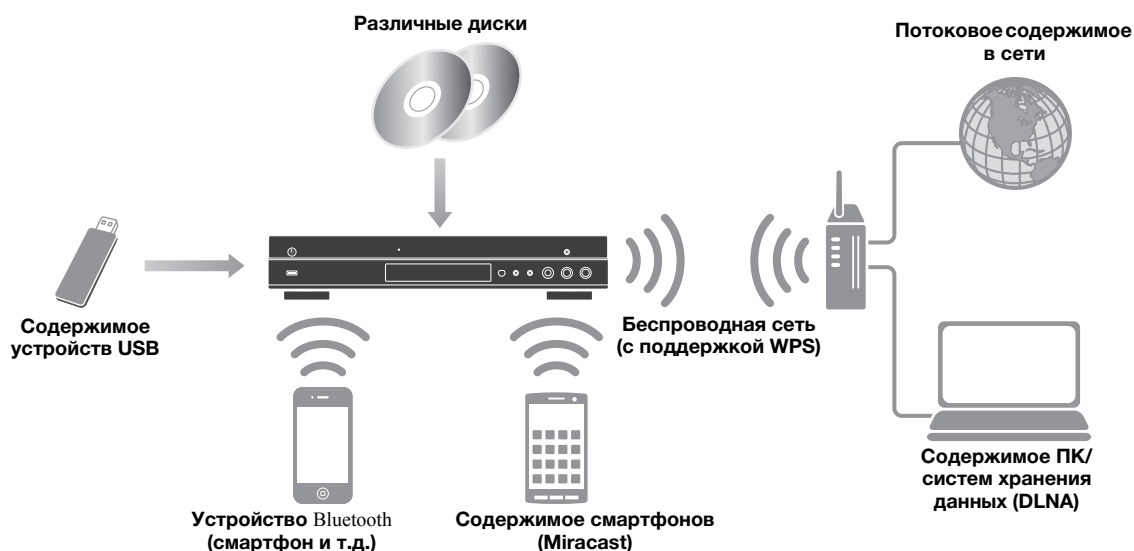 Различные диски
Потоковое содержимое
в сети
Содержимое
устройств USB
Беспроводная сеть
(с поддержкой WPS)
Устройство Bluetooth
(смартфон и т.д.)
Содержимое смартфонов
(Miracast)
Содержимое ПК/
систем хранения
данных (DLNA)